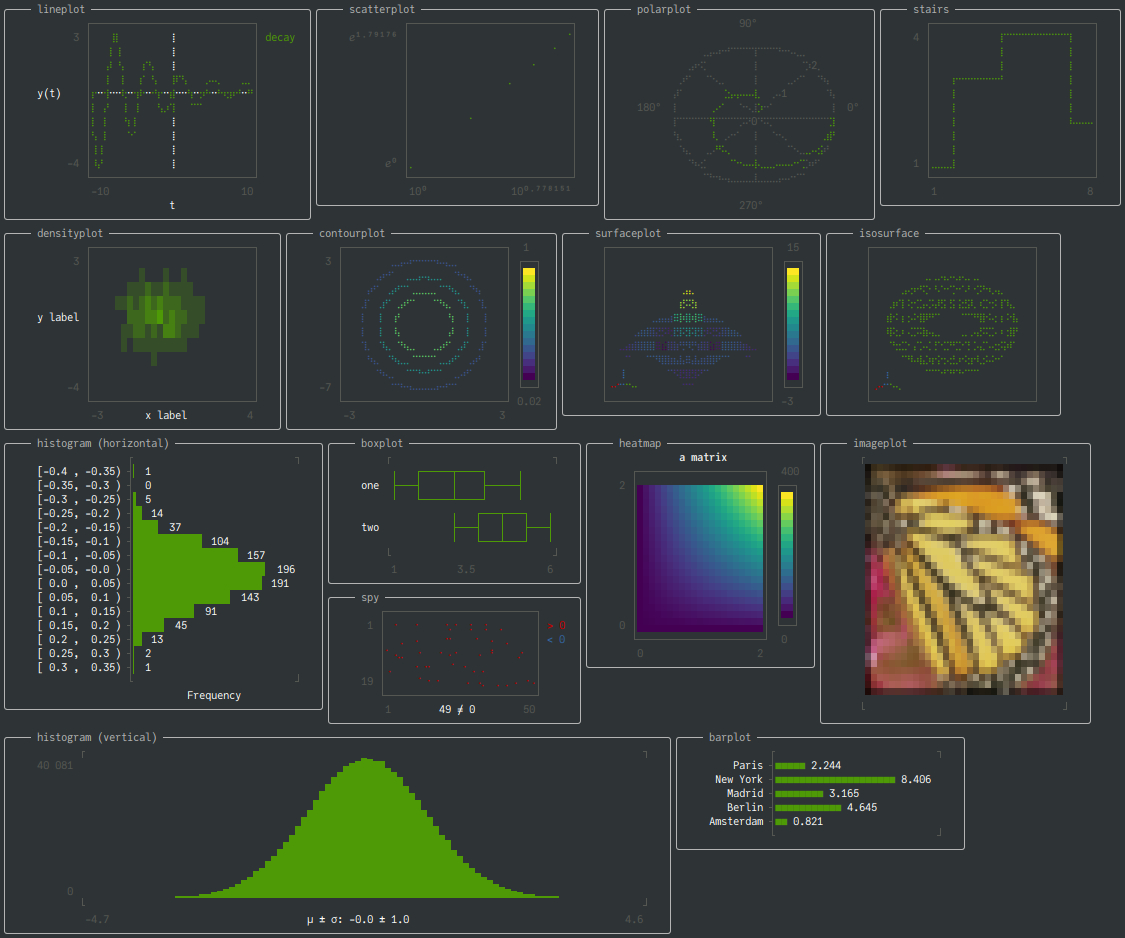 lineplot
3
decay
y(t)
-4
-10 10
t
scatterplot
e¹·⁷⁹¹⁷⁶
e⁰
10⁰ 10⁰·⁷⁷⁸¹⁵¹
polarplot
90°
2
1
180° 0°
0
270°
stairs
4
1
1 8
densityplot
3
y label
-4
-3 x label 4
contourplot
1
3
-7
0.02
-3 3
surfaceplot
15
-3
isosurface
histogram (horizontal)
[-0.4 , -0.35) 1
[-0.35, -0.3 ) 0
[-0.3 , -0.25) 5
[-0.25, -0.2 ) 14
[-0.2 , -0.15) 37
[-0.15, -0.1 ) 104
[-0.1 , -0.05) 157
[-0.05, -0.0 ) 196
[ 0.0 , 0.05) 191
[ 0.05, 0.1 ) 143
[ 0.1 , 0.15) 91
[ 0.15, 0.2 ) 45
[ 0.2 , 0.25) 13
[ 0.25, 0.3 ) 2
[ 0.3 , 0.35) 1
Frequency
boxplot
one
two
1 3.5 6
spy
1
> 0
< 0
19
1 49 ≠ 0 50
heatmap
a matrix
400
2
0
0
0 2
imageplot
histogram (vertical)
40 081
0
-4.7 μ ± σ: -0.0 ± 1.0 4.6
barplot
Paris 2.244
New York 8.406
Madrid 3.165
Berlin 4.645
Amsterdam 0.821